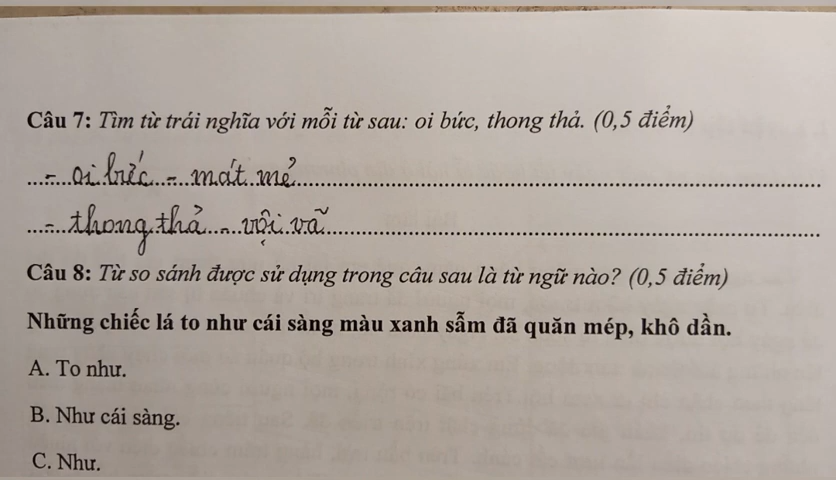 Câu 7: Tìm từ trái nghĩa với mỗi từ sau: oi bức, thong thả. (0,5 điểm)
- oi bức - mát mẻ
- thong thả - vội vã
Câu 8: Từ so sánh được sử dụng trong câu sau là từ ngữ nào? (0,5 điểm)
Những chiếc lá to như cái sàng màu xanh sẫm đã quăn mép, khô dần.
A. To như.
B. Như cái sàng.
C. Như.